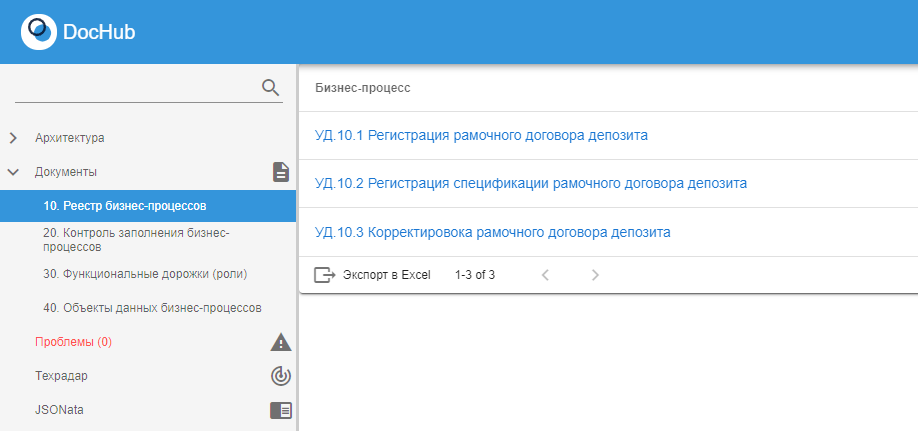 DocHub
Архитектура
Документы
10. Реестр бизнес-процессов
20. Контроль заполнения бизнес-
процессов
30. Функциональные дорожки (роли)
40. Объекты данных бизнес-процессов
Проблемы (0)
Техрадар
JSONata
Бизнес-процесс
УД.10.1 Регистрация рамочного договора депозита
УД.10.2 Регистрация спецификации рамочного договора депозита
УД.10.3 Корректировока рамочного договора депозита
Экспорт в Excel 1-3 of 3